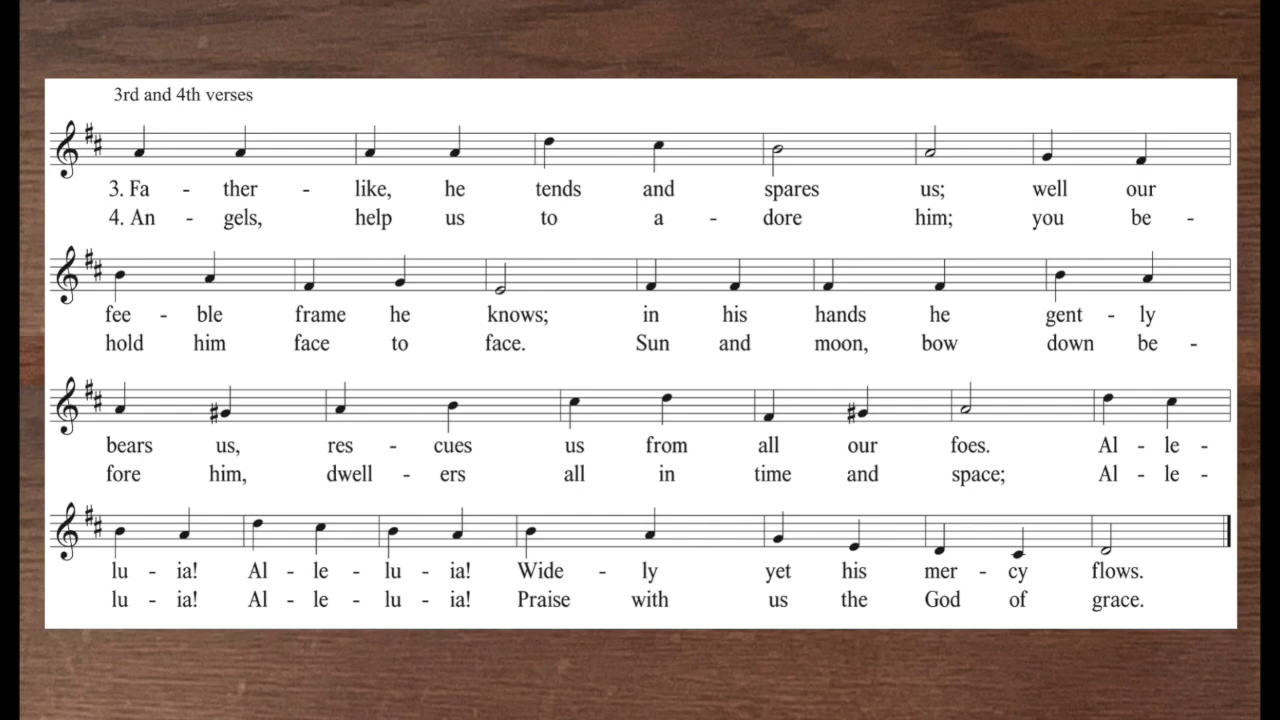 3rd and 4th verses
3. Fa - ther - like, he tends and spares us; well our
4. An - gels, help us to a - dore him; you be -
fee - ble frame he knows; in his hands he gent - ly
hold him face to face. Sun and moon, bow down be -
bears us, res - cues us from all our foes. Al - le -
fore him, dwell - ers all in time and space; Al - le -
lu - ia! Al - le - lu - ia! Wide - ly yet his mer - cy flows.
lu - ia! Al - le - lu - ia! Praise with us the God of grace.